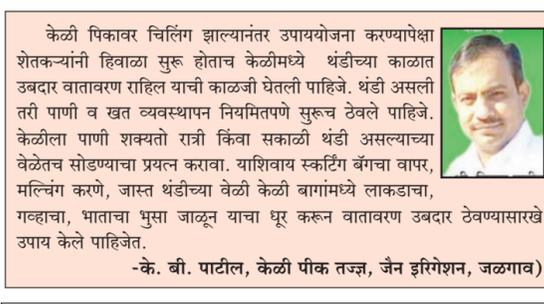 केळी पिकावर चिलिंग झाल्यानंतर उपाययोजना करण्यापेक्षा
शेतकऱ्यांनी हिवाळा सुरू होताच केळीमध्ये थंडीच्या काळात
उबदार वातावरण राहिल याची काळजी घेतली पाहिजे. थंडी असली
तरी पाणी व खत व्यवस्थापन नियमितपणे सुरूच ठेवले पाहिजे.
केळीला पाणी शक्यतो रात्री किंवा सकाळी थंडी असल्याच्या
वेळेतच सोडण्याचा प्रयत्न करावा. याशिवाय स्कर्टिंग बॅगचा वापर,
मल्चिंग करणे, जास्त थंडीच्या वेळी केळी बागांमध्ये लाकडाचा,
गव्हाचा, भाताचा भुसा जाळून याचा धूर करून वातावरण उबदार ठेवण्यासारखे
उपाय केले पाहिजेत.
-के. बी. पाटील, केळी पीक तज्ज्ञ, जैन इरिगेशन, जळगाव)